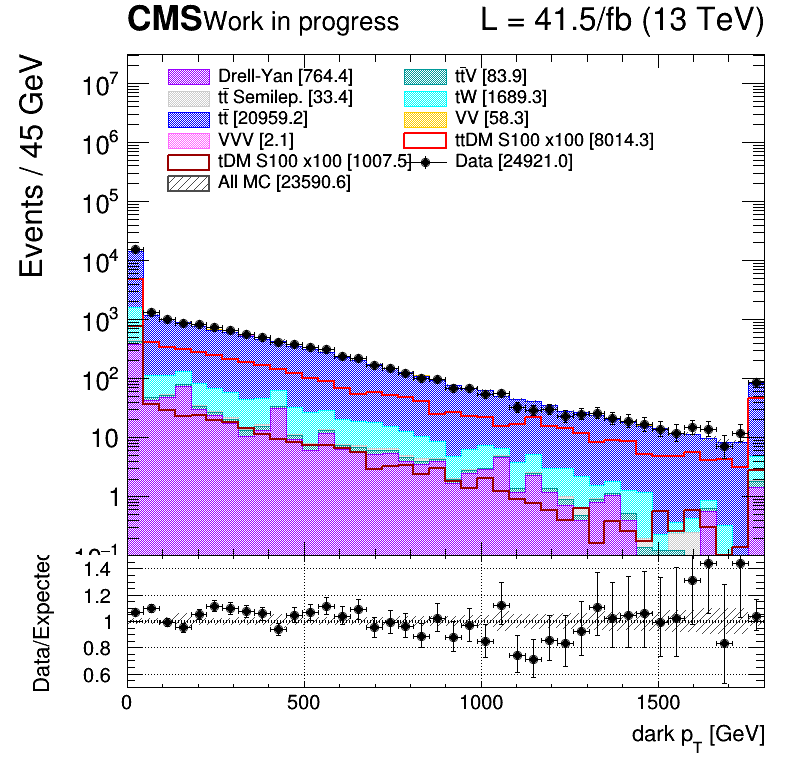 CMS Work in progress L = 41.5/fb (13 TeV)
Events / 45 GeV
10⁷
10⁶
10⁵
10⁴
10³
10²
10
1
10⁻¹
Drell-Yan [764.4]
tt̄V [83.9]
tt̄ Semilep. [33.4]
tW [1689.3]
tt̄ [20959.2]
VV [58.3]
VVV [2.1]
ttDM S100 x100 [8014.3]
tDM S100 x100 [1007.5]
Data [24921.0]
All MC [23590.6]
Data/Expected
1.4
1.2
1
0.8
0.6
0 500 1000 1500
dark p_T [GeV]